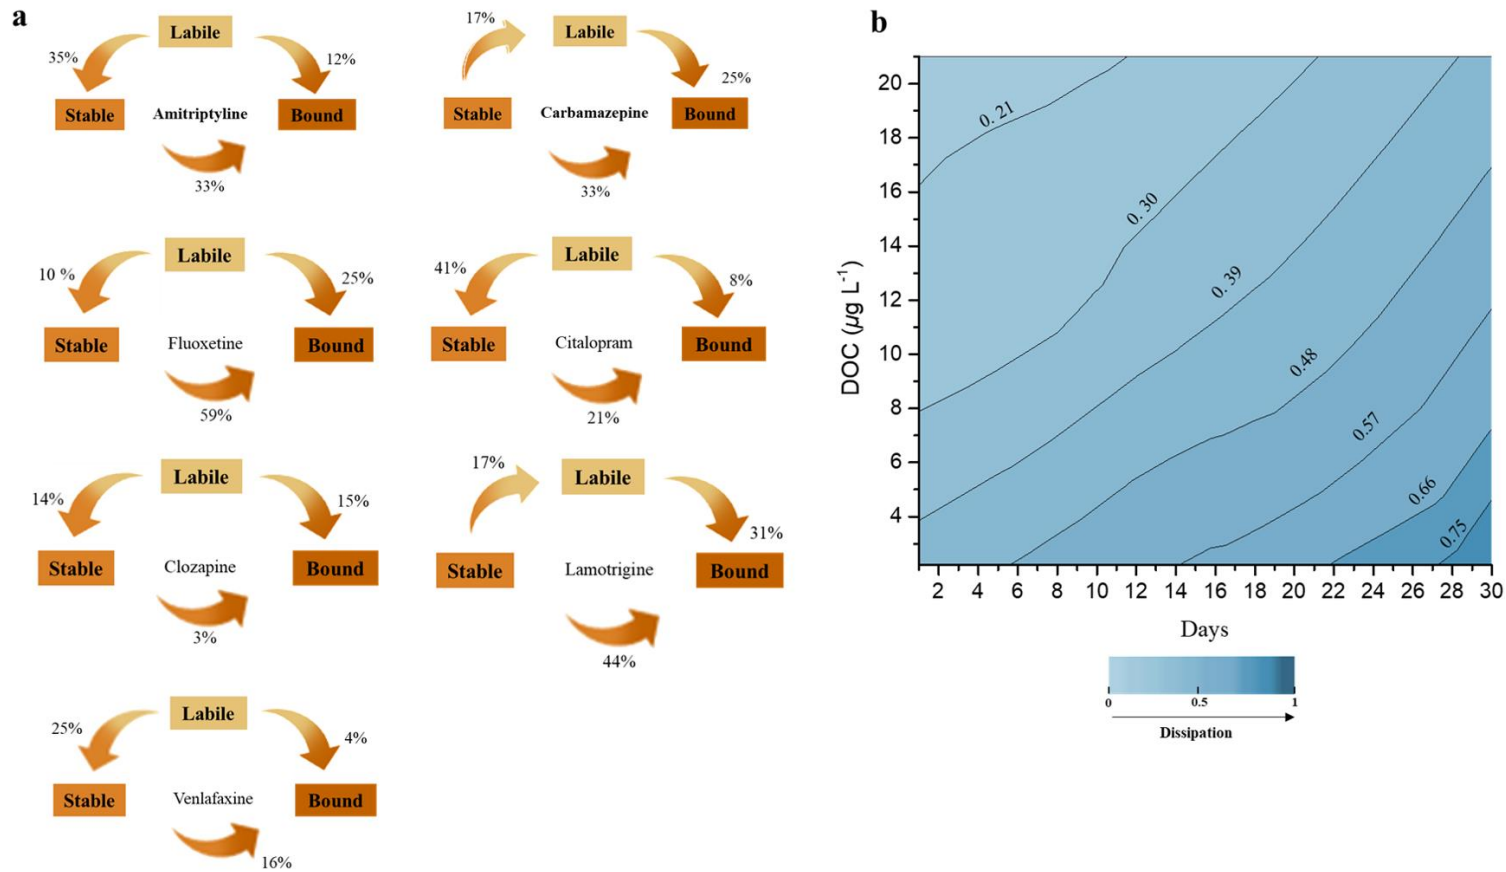 a
Labile
35%
12%
Stable
Amitriptyline
Bound
33%
17%
Labile
25%
Stable
Carbamazepine
Bound
33%
Labile
10 %
25%
Stable
Fluoxetine
Bound
59%
Labile
41%
8%
Stable
Citalopram
Bound
21%
Labile
14%
15%
Stable
Clozapine
Bound
3%
17%
Labile
31%
Stable
Lamotrigine
Bound
44%
Labile
25%
4%
Stable
Venlafaxine
Bound
16%
b
DOC (µg L⁻¹)
20
18
16
14
12
10
8
6
4
0. 21
0. 30
0. 39
0.48
0.57
0.66
0.75
2 4 6 8 10 12 14 16 18 20 22 24 26 28 30
Days
0 0.5 1
Dissipation